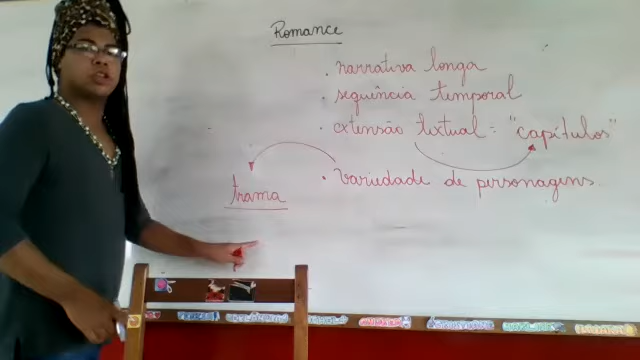 Romance
. narrativa longa
. sequência temporal
. extensão textual = "capítulos"
. variedade de personagens.
trama